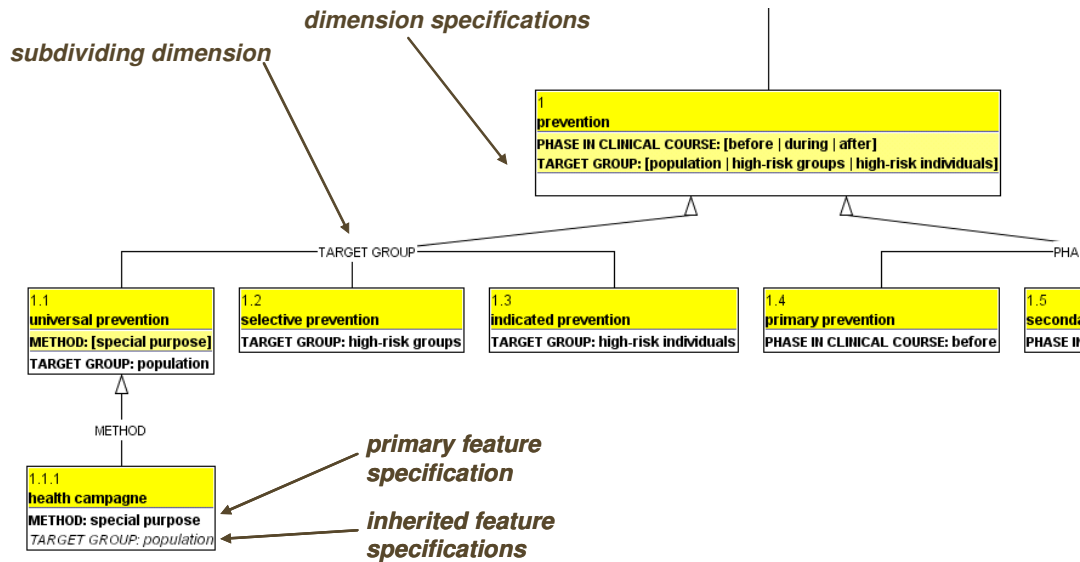 dimension specifications
subdividing dimension
1
prevention
PHASE IN CLINICAL COURSE: [before | during | after]
TARGET GROUP: [population | high-risk groups | high-risk individuals]
TARGET GROUP
PHA
1.1
universal prevention
METHOD: [special purpose]
TARGET GROUP: population
1.2
selective prevention
TARGET GROUP: high-risk groups
1.3
indicated prevention
TARGET GROUP: high-risk individuals
1.4
primary prevention
PHASE IN CLINICAL COURSE: before
1.5
seconda
PHASE IN
METHOD
1.1.1
health campagne
METHOD: special purpose
TARGET GROUP: population
primary feature
specification
inherited feature
specifications